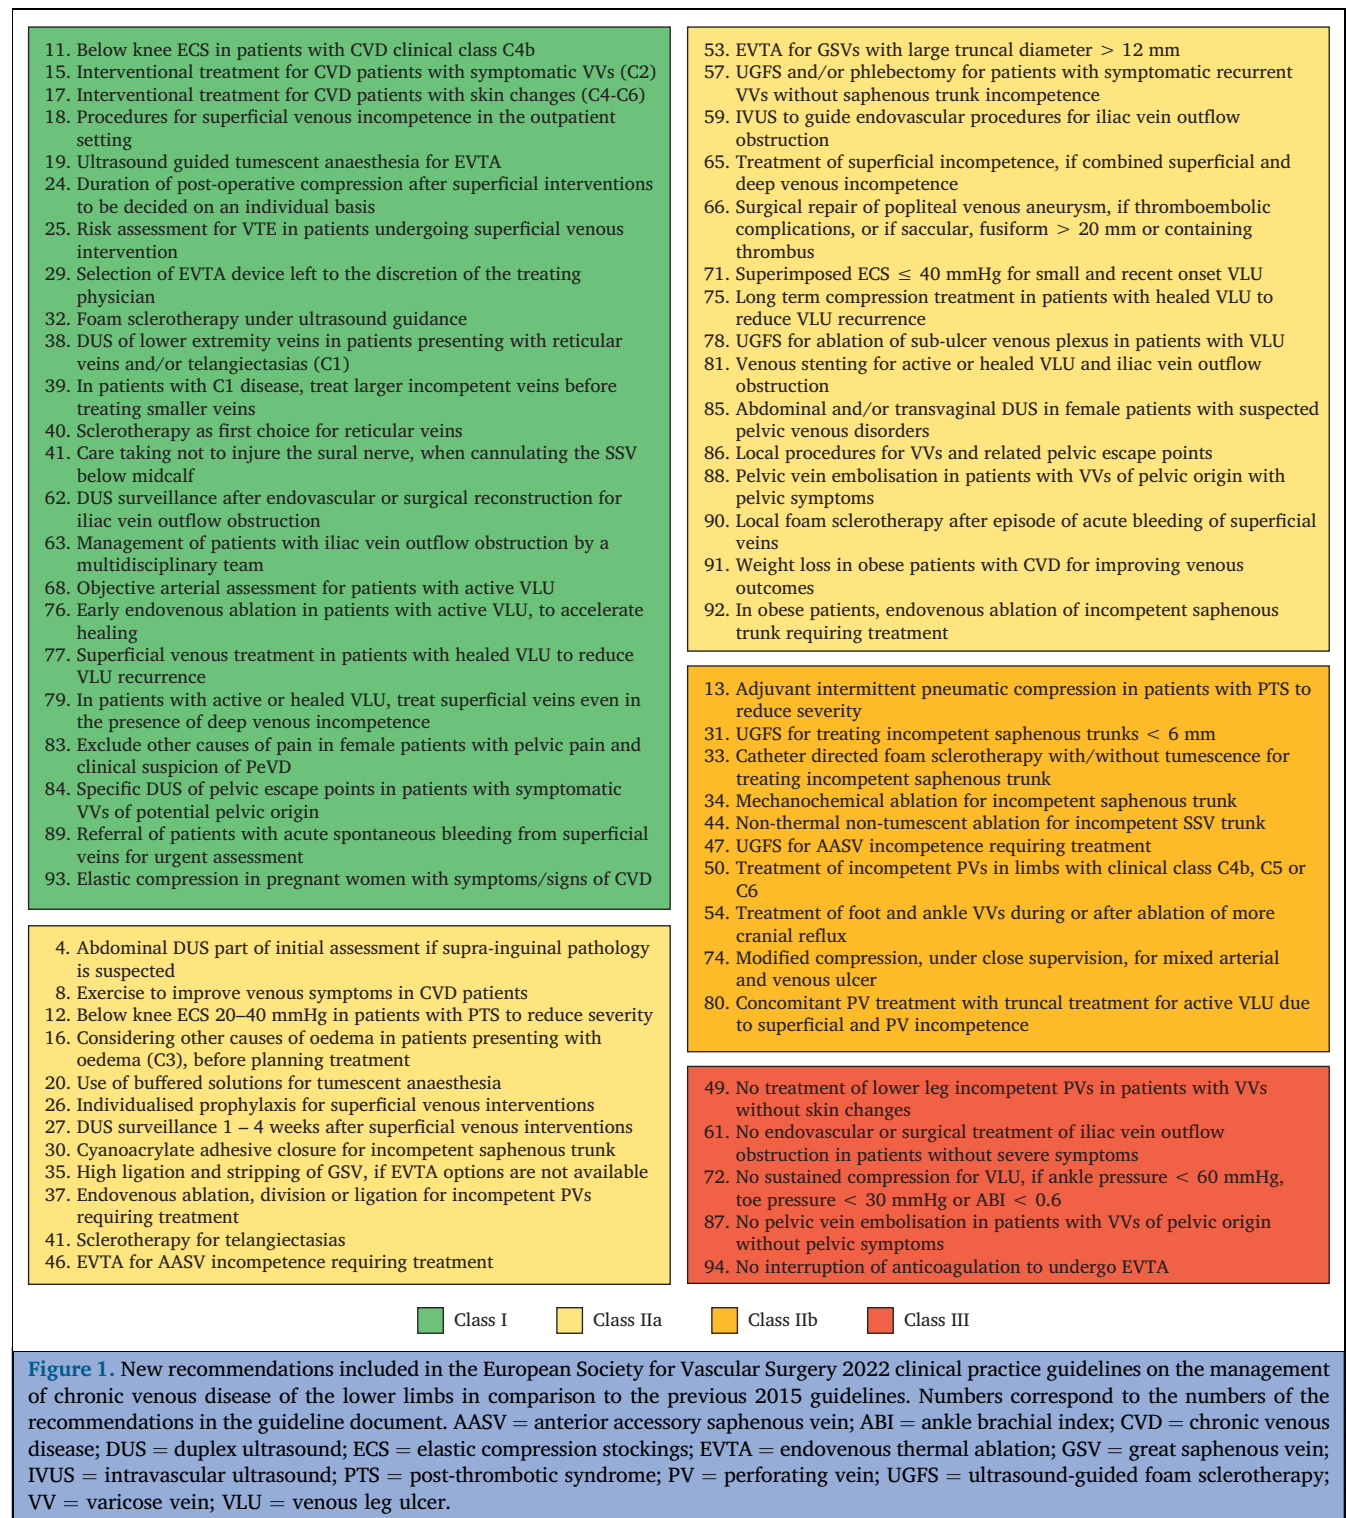 11. Below knee ECS in patients with CVD clinical class C4b
15. Interventional treatment for CVD patients with symptomatic VVs (C2)
17. Interventional treatment for CVD patients with skin changes (C4-C6)
18. Procedures for superficial venous incompetence in the outpatient
setting
19. Ultrasound guided tumescent anaesthesia for EVTA
24. Duration of post-operative compression after superficial interventions
to be decided on an individual basis
25. Risk assessment for VTE in patients undergoing superficial venous
intervention
29. Selection of EVTA device left to the discretion of the treating
physician
32. Foam sclerotherapy under ultrasound guidance
38. DUS of lower extremity veins in patients presenting with reticular
veins and/or telangiectasias (C1)
39. In patients with C1 disease, treat larger incompetent veins before
treating smaller veins
40. Sclerotherapy as first choice for reticular veins
41. Care taking not to injure the sural nerve, when cannulating the SSV
below midcalf
62. DUS surveillance after endovascular or surgical reconstruction for
iliac vein outflow obstruction
63. Management of patients with iliac vein outflow obstruction by a
multidisciplinary team
68. Objective arterial assessment for patients with active VLU
76. Early endovenous ablation in patients with active VLU, to accelerate
healing
77. Superficial venous treatment in patients with healed VLU to reduce
VLU recurrence
79. In patients with active or healed VLU, treat superficial veins even in
the presence of deep venous incompetence
83. Exclude other causes of pain in female patients with pelvic pain and
clinical suspicion of PeVD
84. Specific DUS of pelvic escape points in patients with symptomatic
VVs of potential pelvic origin
89. Referral of patients with acute spontaneous bleeding from superficial
veins for urgent assessment
93. Elastic compression in pregnant women with symptoms/signs of CVD
4. Abdominal DUS part of initial assessment if supra-inguinal pathology
is suspected
8. Exercise to improve venous symptoms in CVD patients
12. Below knee ECS 20–40 mmHg in patients with PTS to reduce severity
16. Considering other causes of oedema in patients presenting with
oedema (C3), before planning treatment
20. Use of buffered solutions for tumescent anaesthesia
26. Individualised prophylaxis for superficial venous interventions
27. DUS surveillance 1 – 4 weeks after superficial venous interventions
30. Cyanoacrylate adhesive closure for incompetent saphenous trunk
35. High ligation and stripping of GSV, if EVTA options are not available
37. Endovenous ablation, division or ligation for incompetent PVs
requiring treatment
41. Sclerotherapy for telangiectasias
46. EVTA for AASV incompetence requiring treatment
53. EVTA for GSVs with large truncal diameter > 12 mm
57. UGFS and/or phlebectomy for patients with symptomatic recurrent
VVs without saphenous trunk incompetence
59. IVUS to guide endovascular procedures for iliac vein outflow
obstruction
65. Treatment of superficial incompetence, if combined superficial and
deep venous incompetence
66. Surgical repair of popliteal venous aneurysm, if thromboembolic
complications, or if saccular, fusiform > 20 mm or containing
thrombus
71. Superimposed ECS ≤ 40 mmHg for small and recent onset VLU
75. Long term compression treatment in patients with healed VLU to
reduce VLU recurrence
78. UGFS for ablation of sub-ulcer venous plexus in patients with VLU
81. Venous stenting for active or healed VLU and iliac vein outflow
obstruction
85. Abdominal and/or transvaginal DUS in female patients with suspected
pelvic venous disorders
86. Local procedures for VVs and related pelvic escape points
88. Pelvic vein embolisation in patients with VVs of pelvic origin with
pelvic symptoms
90. Local foam sclerotherapy after episode of acute bleeding of superficial
veins
91. Weight loss in obese patients with CVD for improving venous
outcomes
92. In obese patients, endovenous ablation of incompetent saphenous
trunk requiring treatment
13. Adjuvant intermittent pneumatic compression in patients with PTS to
reduce severity
31. UGFS for treating incompetent saphenous trunks < 6 mm
33. Catheter directed foam sclerotherapy with/without tumescence for
treating incompetent saphenous trunk
34. Mechanochemical ablation for incompetent saphenous trunk
44. Non-thermal non-tumescent ablation for incompetent SSV trunk
47. UGFS for AASV incompetence requiring treatment
50. Treatment of incompetent PVs in limbs with clinical class C4b, C5 or
C6
54. Treatment of foot and ankle VVs during or after ablation of more
cranial reflux
74. Modified compression, under close supervision, for mixed arterial
and venous ulcer
80. Concomitant PV treatment with truncal treatment for active VLU due
to superficial and PV incompetence
49. No treatment of lower leg incompetent PVs in patients with VVs
without skin changes
61. No endovascular or surgical treatment of iliac vein outflow
obstruction in patients without severe symptoms
72. No sustained compression for VLU, if ankle pressure < 60 mmHg,
toe pressure < 30 mmHg or ABI < 0.6
87. No pelvic vein embolisation in patients with VVs of pelvic origin
without pelvic symptoms
94. No interruption of anticoagulation to undergo EVTA
Class I Class IIa Class IIb Class III
Figure 1. New recommendations included in the European Society for Vascular Surgery 2022 clinical practice guidelines on the management
of chronic venous disease of the lower limbs in comparison to the previous 2015 guidelines. Numbers correspond to the numbers of the
recommendations in the guideline document. AASV = anterior accessory saphenous vein; ABI = ankle brachial index; CVD = chronic venous
disease; DUS = duplex ultrasound; ECS = elastic compression stockings; EVTA = endovenous thermal ablation; GSV = great saphenous vein;
IVUS = intravascular ultrasound; PTS = post-thrombotic syndrome; PV = perforating vein; UGFS = ultrasound-guided foam sclerotherapy;
VV = varicose vein; VLU = venous leg ulcer.